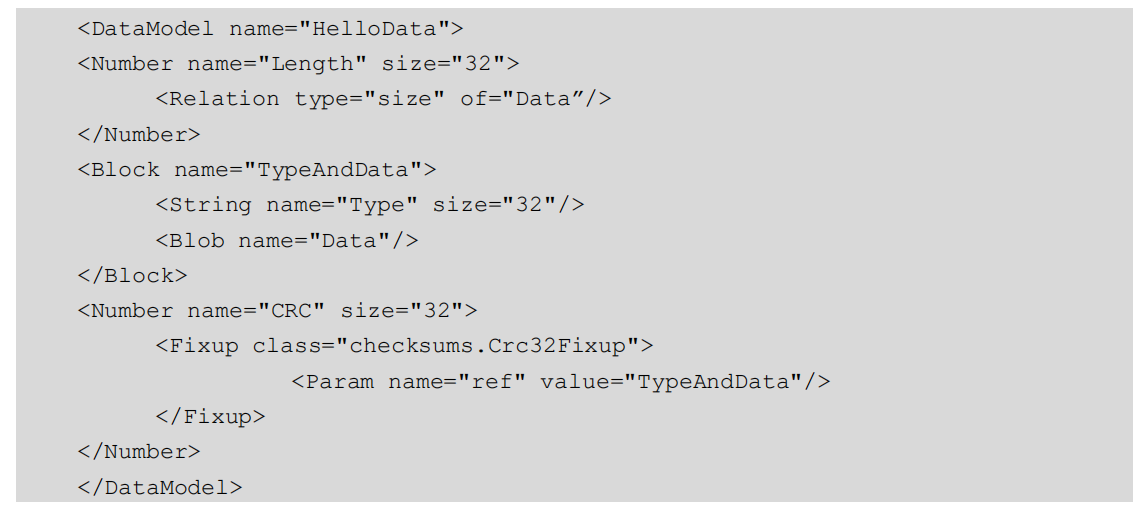 <DataModel name="HelloData">
<Number name="Length" size="32">
<Relation type="size" of="Data”/>
</Number>
<Block name="TypeAndData">
<String name="Type" size="32"/>
<Blob name="Data"/>
</Block>
<Number name="CRC" size="32">
<Fixup class="checksums.Crc32Fixup">
<Param name="ref" value="TypeAndData"/>
</Fixup>
</Number>
</DataModel>